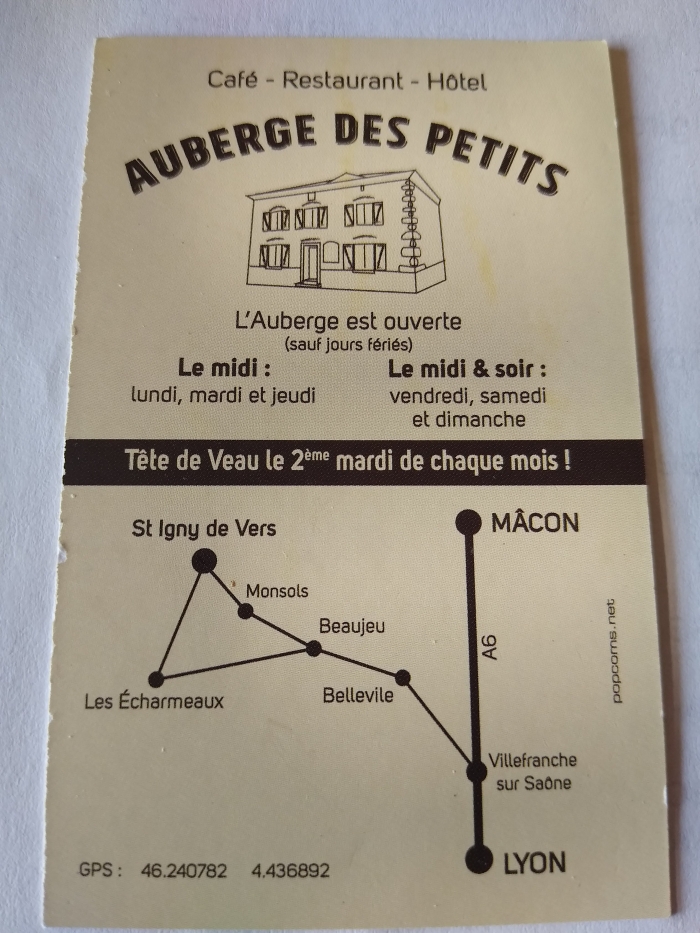 Café - Restaurant - Hôtel
AUBERGE DES PETITS
L'Auberge est ouverte
(sauf jours fériés)
Le midi :
lundi, mardi et jeudi
Le midi & soir :
vendredi, samedi
et dimanche
Tête de Veau le 2ème mardi de chaque mois !
St Igny de Vers
Monsols
Beaujeu
Les Écharmeaux
Bellevile
MÂCON
A6
Villefranche
sur Saône
LYON
popcorns.net
GPS : 46.240782 4.436892